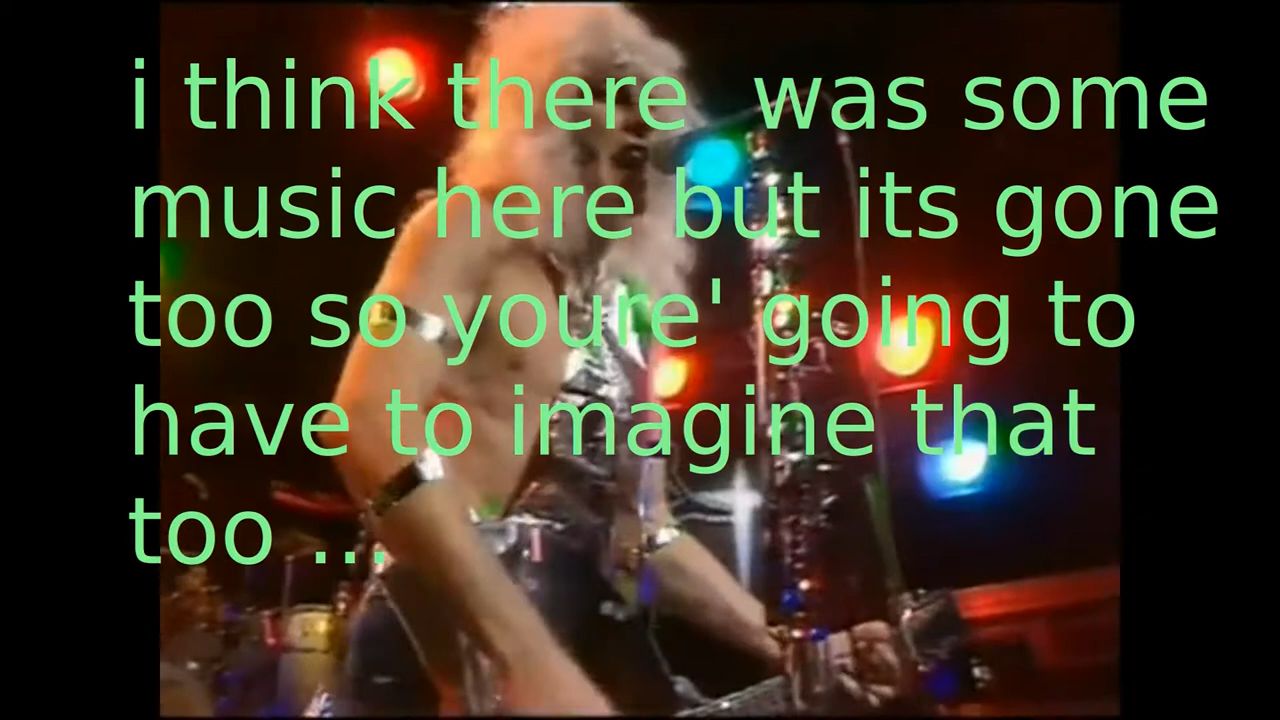 i think there  was some
music here but its gone
too so youre' going to
have to imagine that
too ...